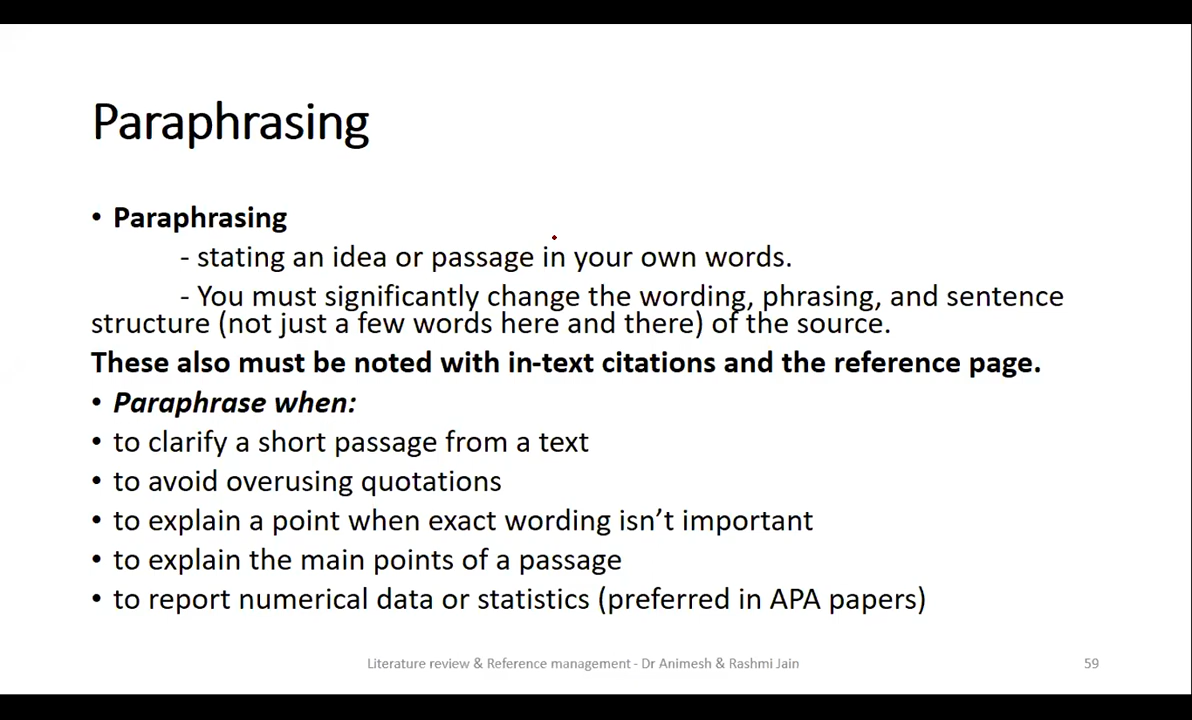 Paraphrasing
• Paraphrasing
- stating an idea or passage in your own words.
- You must significantly change the wording, phrasing, and sentence
structure (not just a few words here and there) of the source.
These also must be noted with in-text citations and the reference page.
• Paraphrase when:
• to clarify a short passage from a text
• to avoid overusing quotations
• to explain a point when exact wording isn’t important
• to explain the main points of a passage
• to report numerical data or statistics (preferred in APA papers)
Literature review & Reference management - Dr Animesh & Rashmi Jain
59